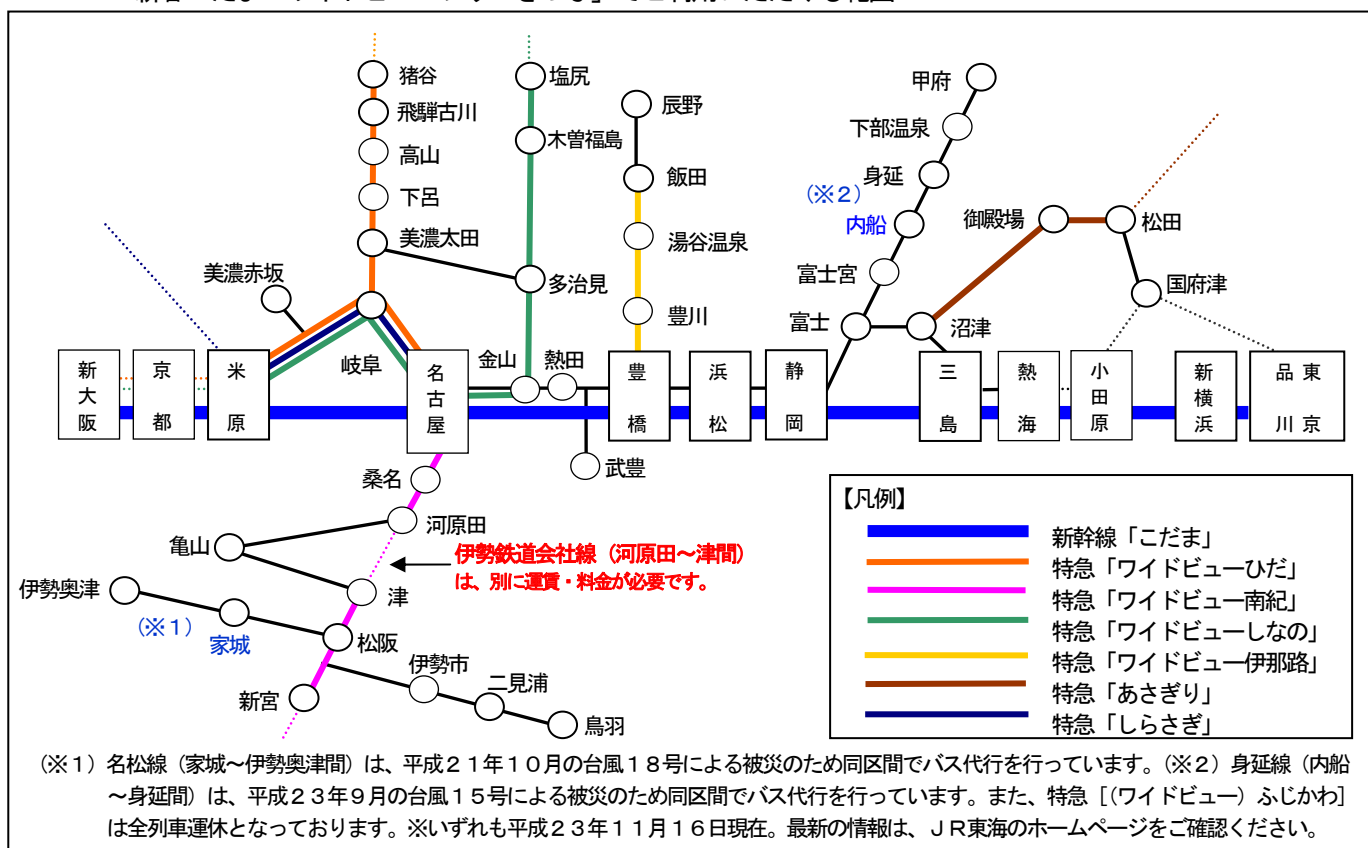 猪谷
飛騨古川
高山
下呂
美濃太田
美濃赤坂
岐阜
塩尻
木曽福島
多治見
金山
熱田
辰野
飯田
湯谷温泉
豊川
武豊
甲府
下部温泉
身延
(※2)
内船
富士宮
富士
沼津
御殿場
松田
国府津
新大阪
京都
米原
名古屋
豊橋
浜松
静岡
三島
熱海
小田原
新横浜
品川
東京
桑名
河原田
亀山
津
伊勢鉄道会社線（河原田～津間）
は、別に運賃・料金が必要です。
伊勢奥津
(※1)
家城
松阪
伊勢市
二見浦
鳥羽
新宮
【凡例】
新幹線「こだま」
特急「ワイドビューひだ」
特急「ワイドビュー南紀」
特急「ワイドビューしなの」
特急「ワイドビュー伊那路」
特急「あさぎり」
特急「しらさぎ」
(※1) 名松線（家城～伊勢奥津間）は、平成２１年１０月の台風１８号による被災のため同区間でバス代行を行っています。(※2) 身延線（内船
～身延間）は、平成２３年９月の台風１５号による被災のため同区間でバス代行を行っています。また、特急［(ワイドビュー）ふじかわ］
は全列車運休となっております。※いずれも平成２３年１１月１６日現在。最新の情報は、ＪＲ東海のホームページをご確認ください。